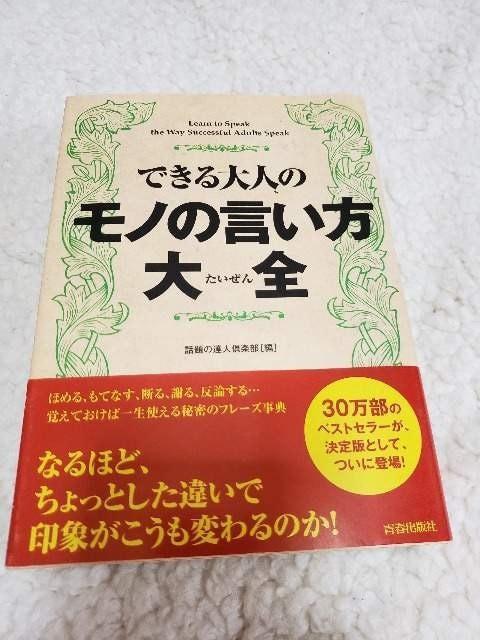 Learn to Speak
the Way Successful Adults Speak
できる大人の
モノの言い方
大全
たいぜん
話題の達人倶楽部[編]
ほめる、もてなす、断る、謝る、反論する…
覚えておけば一生使える秘密のフレーズ事典
30万部の
ベストセラーが、
決定版として、
ついに登場!
なるほど、
ちょっとした違いで
印象がこうも変わるのか!
青春出版社